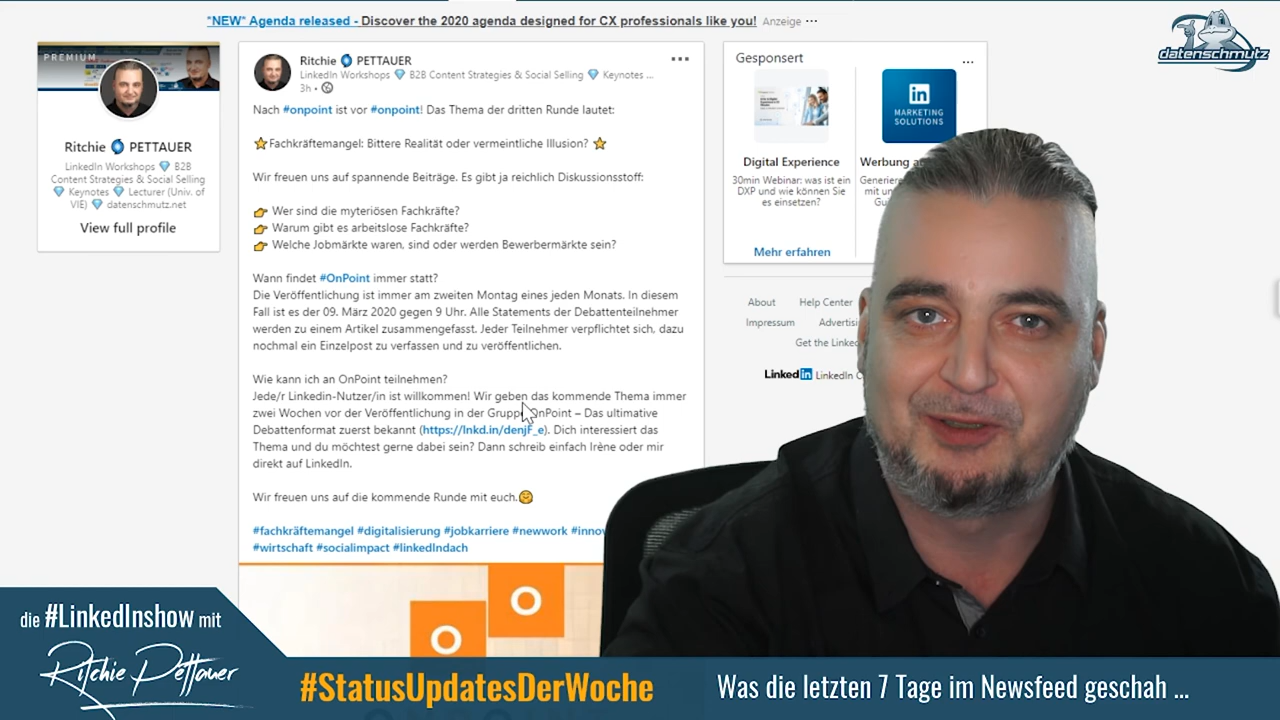 *NEW* Agenda released - Discover the 2020 agenda designed for CX professionals like you! Anzeige ...
datenschmutz
PREMIUM
Ritchie PETTAUER
LinkedIn Workshops B2B
Content Strategies & Social Selling
Keynotes Lecturer (Univ. of
VIE) datenschmutz.net
View full profile
Ritchie PETTAUER
LinkedIn Workshops B2B Content Strategies & Social Selling Keynotes ...
3h •
Nach #onpoint ist vor #onpoint! Das Thema der dritten Runde lautet:
Fachkräftemangel: Bittere Realität oder vermeintliche Illusion?
Wir freuen uns auf spannende Beiträge. Es gibt ja reichlich Diskussionsstoff:
Wer sind die myteriösen Fachkräfte?
Warum gibt es arbeitslose Fachkräfte?
Welche Jobmärkte waren, sind oder werden Bewerbermärkte sein?
Wann findet #OnPoint immer statt?
Die Veröffentlichung ist immer am zweiten Montag eines jeden Monats. In diesem
Fall ist es der 09. März 2020 gegen 9 Uhr. Alle Statements der Debattenteilnehmer
werden zu einem Artikel zusammengefasst. Jeder Teilnehmer verpflichtet sich, dazu
nochmal ein Einzelpost zu verfassen und zu veröffentlichen.
Wie kann ich an OnPoint teilnehmen?
Jede/r Linkedin-Nutzer/in ist willkommen! Wir geben das kommende Thema immer
zwei Wochen vor der Veröffentlichung in der Gruppe OnPoint – Das ultimative
Debattenformat zuerst bekannt (https://lnkd.in/denjF_e). Dich interessiert das
Thema und du möchtest gerne dabei sein? Dann schreib einfach Irène oder mir
direkt auf LinkedIn.
Wir freuen uns auf die kommende Runde mit euch.
#fachkräftemangel #digitalisierung #jobkarriere #newwork #innov
#wirtschaft #socialimpact #linkedIndach
Gesponsert
...
in
MARKETING
SOLUTIONS
Digital Experience
30min Webinar: was ist ein
DXP und wie können Sie
es einsetzen?
Mehr erfahren
Werbung a
Generiere
mit un
Gu
About Help Center
Impressum Advertisi
Get the Linked
Linkedin LinkedIn C
die #LinkedInshow mit
Ritchie Pettauer
#StatusUpdatesDerWoche
Was die letzten 7 Tage im Newsfeed geschah ...